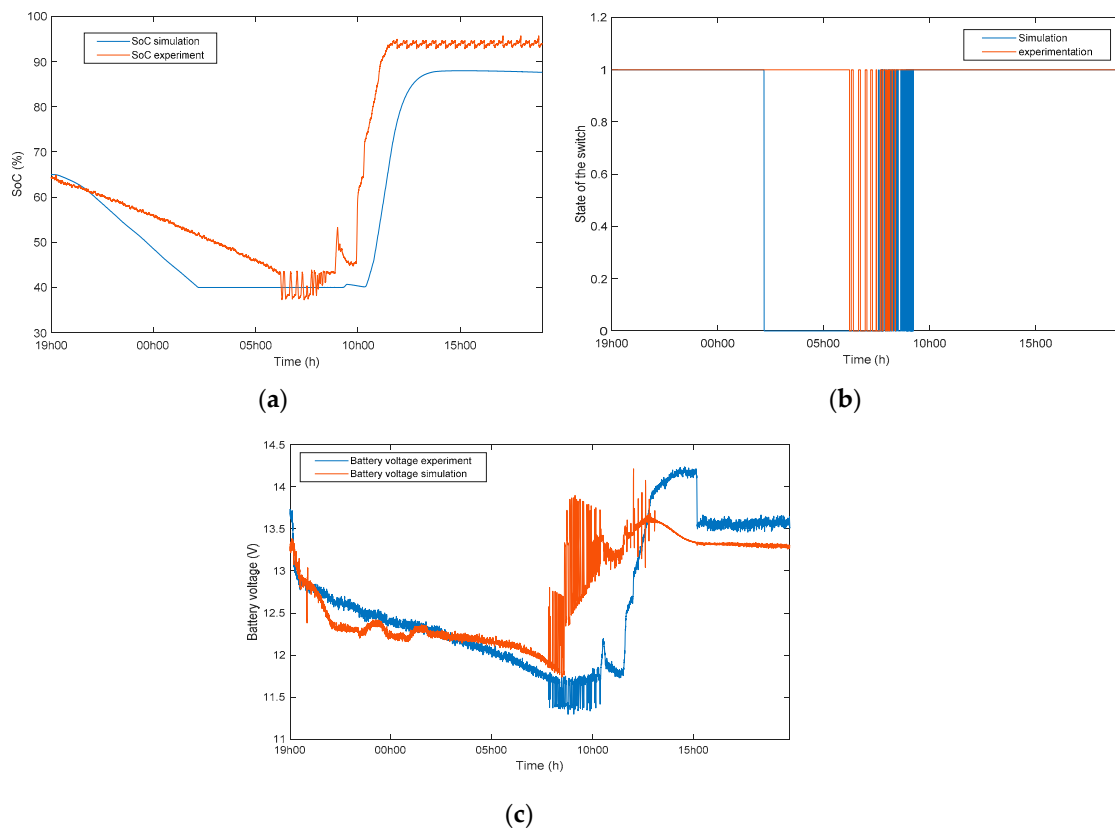 100
90
80
70
60
50
40
30
SoC (%)
SoC simulation
SoC experiment
19h00 00h00 05h00 10h00 15h00
Time (h)
(a)
1.2
1
0.8
0.6
0.4
0.2
0
State of the switch
Simulation
experimentation
19h00 00h00 05h00 10h00 15h00
Time (h)
(b)
14.5
14
13.5
13
12.5
12
11.5
11
Battery voltage (V)
Battery voltage experiment
Battery voltage simulation
19h00 00h00 05h00 10h00 15h00
Time (h)
(c)